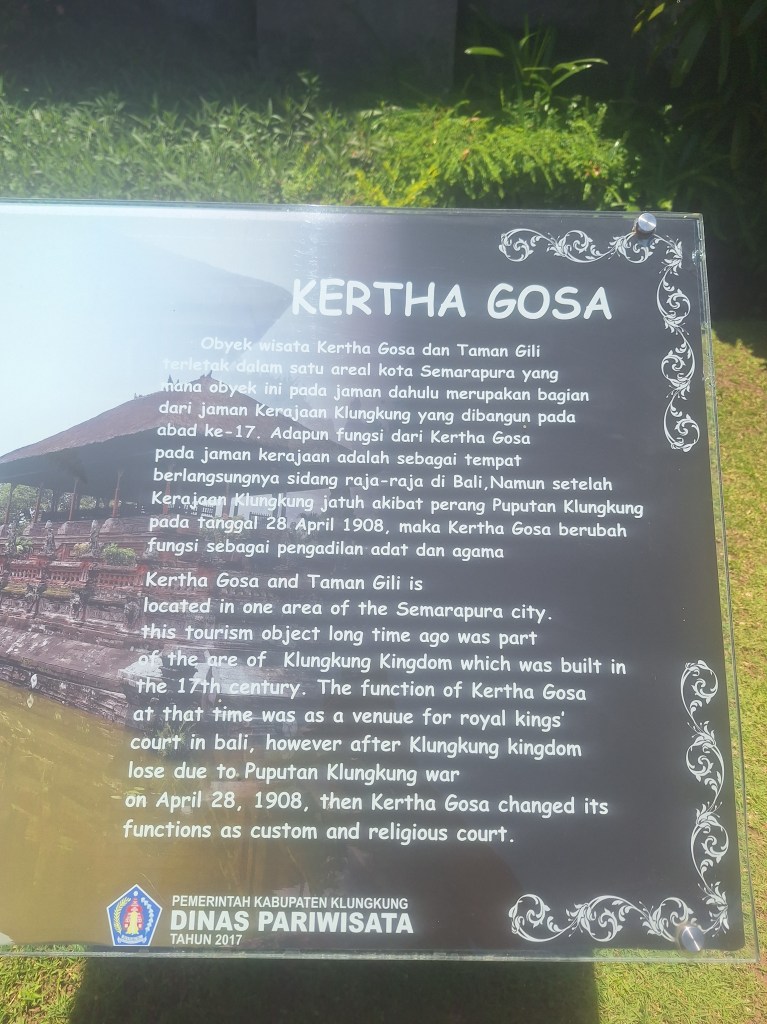 KERTHA GOSA
Obyek wisata Kertha Gosa dan Taman Gili
terletak dalam satu areal kota Semarapura yang
mana obyek ini pada jaman dahulu merupakan bagian
dari jaman Kerajaan Klungkung yang dibangun pada
abad ke-17. Adapun fungsi dari Kertha Gosa
pada jaman kerajaan adalah sebagai tempat
berlangsungnya sidang raja-raja di Bali,Namun setelah
Kerajaan Klungkung jatuh akibat perang Puputan Klungkung
pada tanggal 28 April 1908, maka Kertha Gosa berubah
fungsi sebagai pengadilan adat dan agama
Kertha Gosa and Taman Gili is
located in one area of the Semarapura city.
this tourism object long time ago was part
of the are of Klungkung Kingdom which was built in
the 17th century. The function of Kertha Gosa
at that time was as a venuue for royal kings'
court in bali, however after Klungkung kingdom
lose due to Puputan Klungkung war
on April 28, 1908, then Kertha Gosa changed its
functions as custom and religious court.
PEMERINTAH KABUPATEN KLUNGKUNG
DINAS PARIWISATA
TAHUN 2017